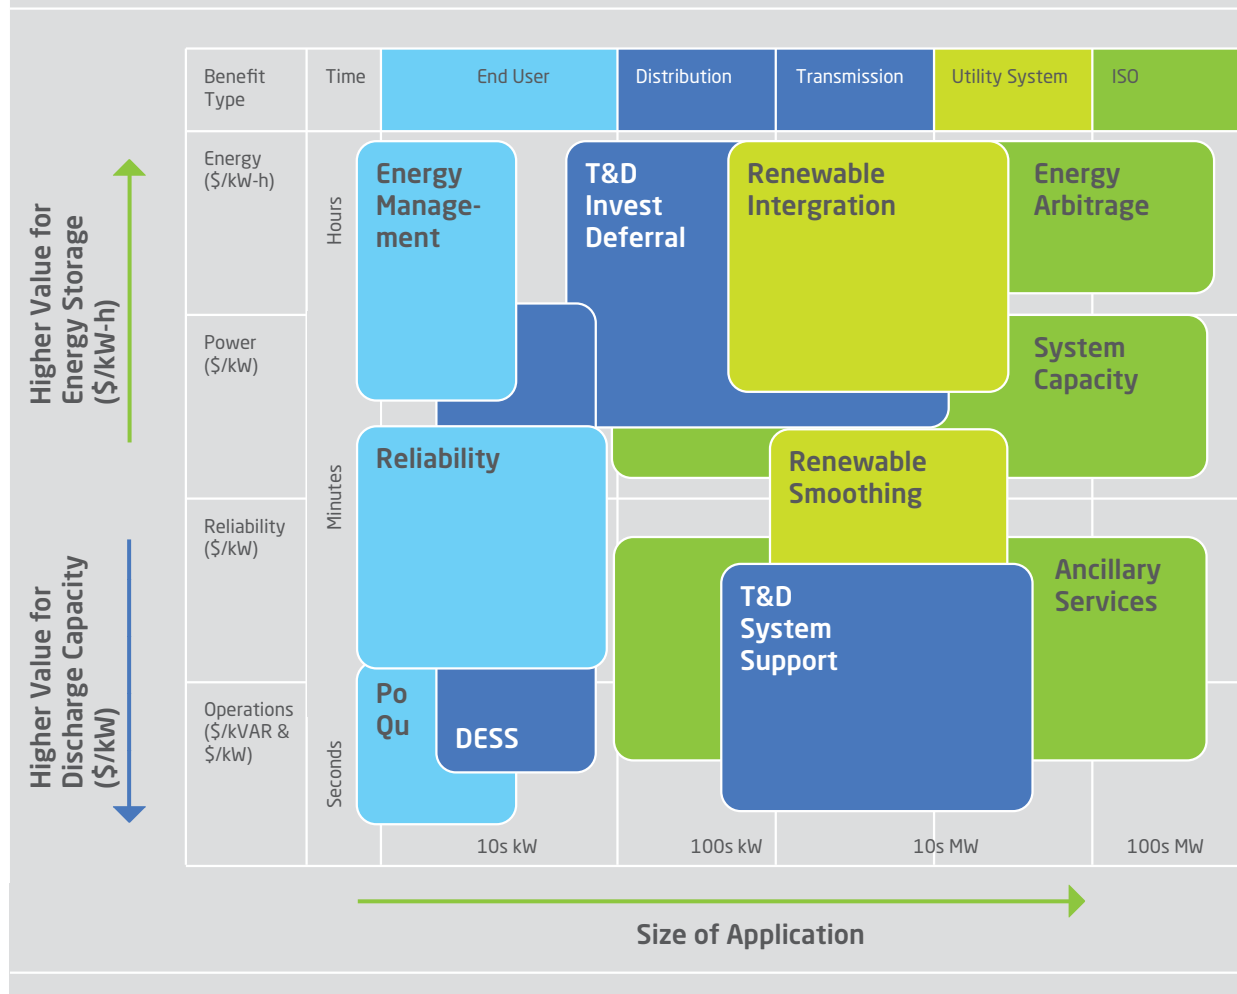 Benefit
Type
Time
End User
Distribution
Transmission
Utility System
ISO
Energy
($/kW-h)
Power
($/kW)
Reliability
($/kW)
Operations
($/kVAR &
$/kW)
Hours
Minutes
Seconds
Higher Value for
Energy Storage
($/kW-h)
Higher Value for
Discharge Capacity
($/kW)
Energy
Manage-
ment
T&D
Invest
Deferral
Renewable
Intergration
Energy
Arbitrage
System
Capacity
Reliability
Renewable
Smoothing
Ancillary
Services
T&D
System
Support
Po
Qu
DESS
10s kW
100s kW
10s MW
100s MW
Size of Application